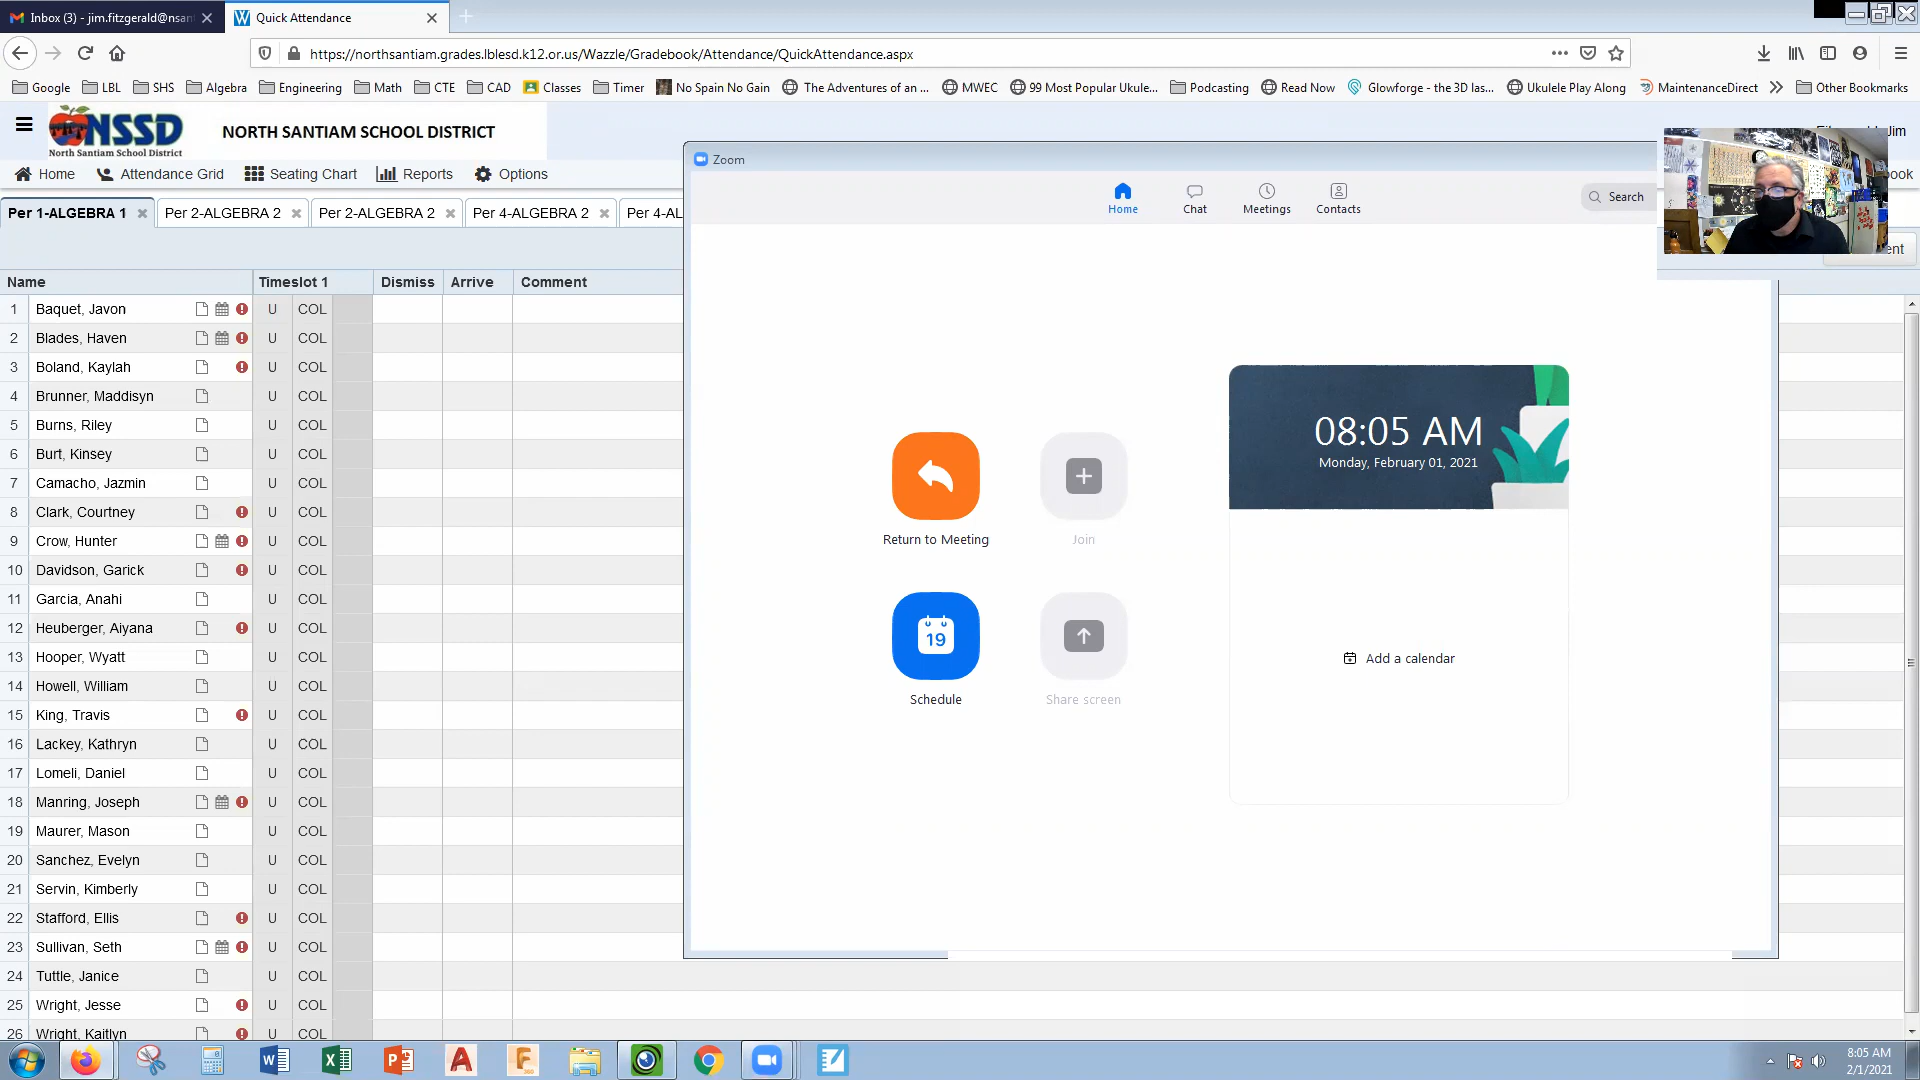 Inbox (3) - jim.fitzgerald@nsan
Quick Attendance
https://northsantiam.grades.lblesd.k12.or.us/Wazzle/Gradebook/Attendance/QuickAttendance.aspx
Google LBL SHS Algebra Engineering Math CTE CAD Classes Timer No Spain No Gain The Adventures of an ... MWEC 99 Most Popular Ukule... Podcasting Read Now Glowforge - the 3D las... Ukulele Play Along MaintenanceDirect Other Bookmarks
NSSD
North Santiam School District
NORTH SANTIAM SCHOOL DISTRICT
Jim
Home Attendance Grid Seating Chart Reports Options
ook
Per 1-ALGEBRA 1 Per 2-ALGEBRA 2 Per 2-ALGEBRA 2 Per 4-ALGEBRA 2 Per 4-AL
ent
Name Timeslot 1 Dismiss Arrive Comment
1 Baquet, Javon U COL
2 Blades, Haven U COL
3 Boland, Kaylah U COL
4 Brunner, Maddisyn U COL
5 Burns, Riley U COL
6 Burt, Kinsey U COL
7 Camacho, Jazmin U COL
8 Clark, Courtney U COL
9 Crow, Hunter U COL
10 Davidson, Garick U COL
11 Garcia, Anahi U COL
12 Heuberger, Aiyana U COL
13 Hooper, Wyatt U COL
14 Howell, William U COL
15 King, Travis U COL
16 Lackey, Kathryn U COL
17 Lomeli, Daniel U COL
18 Manring, Joseph U COL
19 Maurer, Mason U COL
20 Sanchez, Evelyn U COL
21 Servin, Kimberly U COL
22 Stafford, Ellis U COL
23 Sullivan, Seth U COL
24 Tuttle, Janice U COL
25 Wright, Jesse U COL
26 Wright, Kaitlyn U COL
Zoom
Home Chat Meetings Contacts
Search
Return to Meeting
Join
19
Schedule
Share screen
08:05 AM
Monday, February 01, 2021
Add a calendar
8:05 AM
2/1/2021